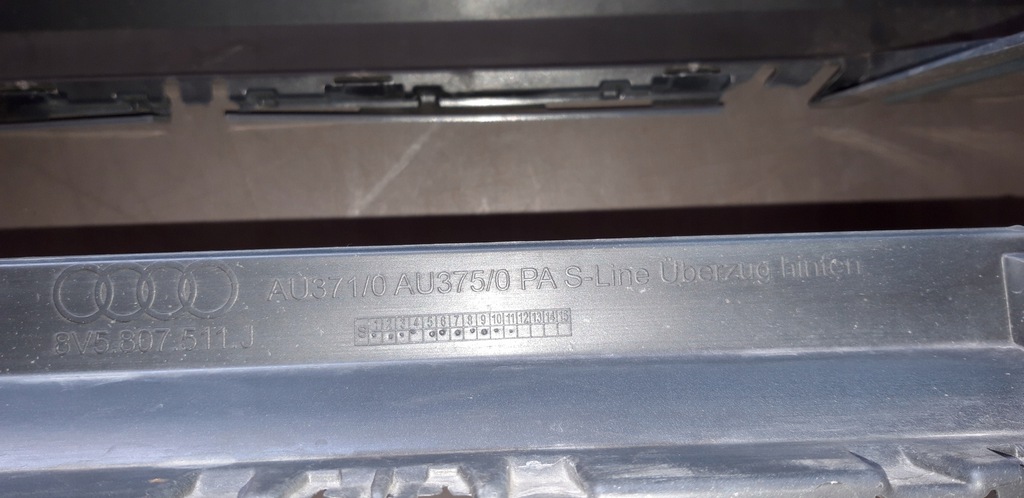 AU371/0 AU375/0 PA S-Line Überzug hinten
8V5.807.511.J
S 1 2 3 4 5 6 7 8 9 10 11 12 13 14 15